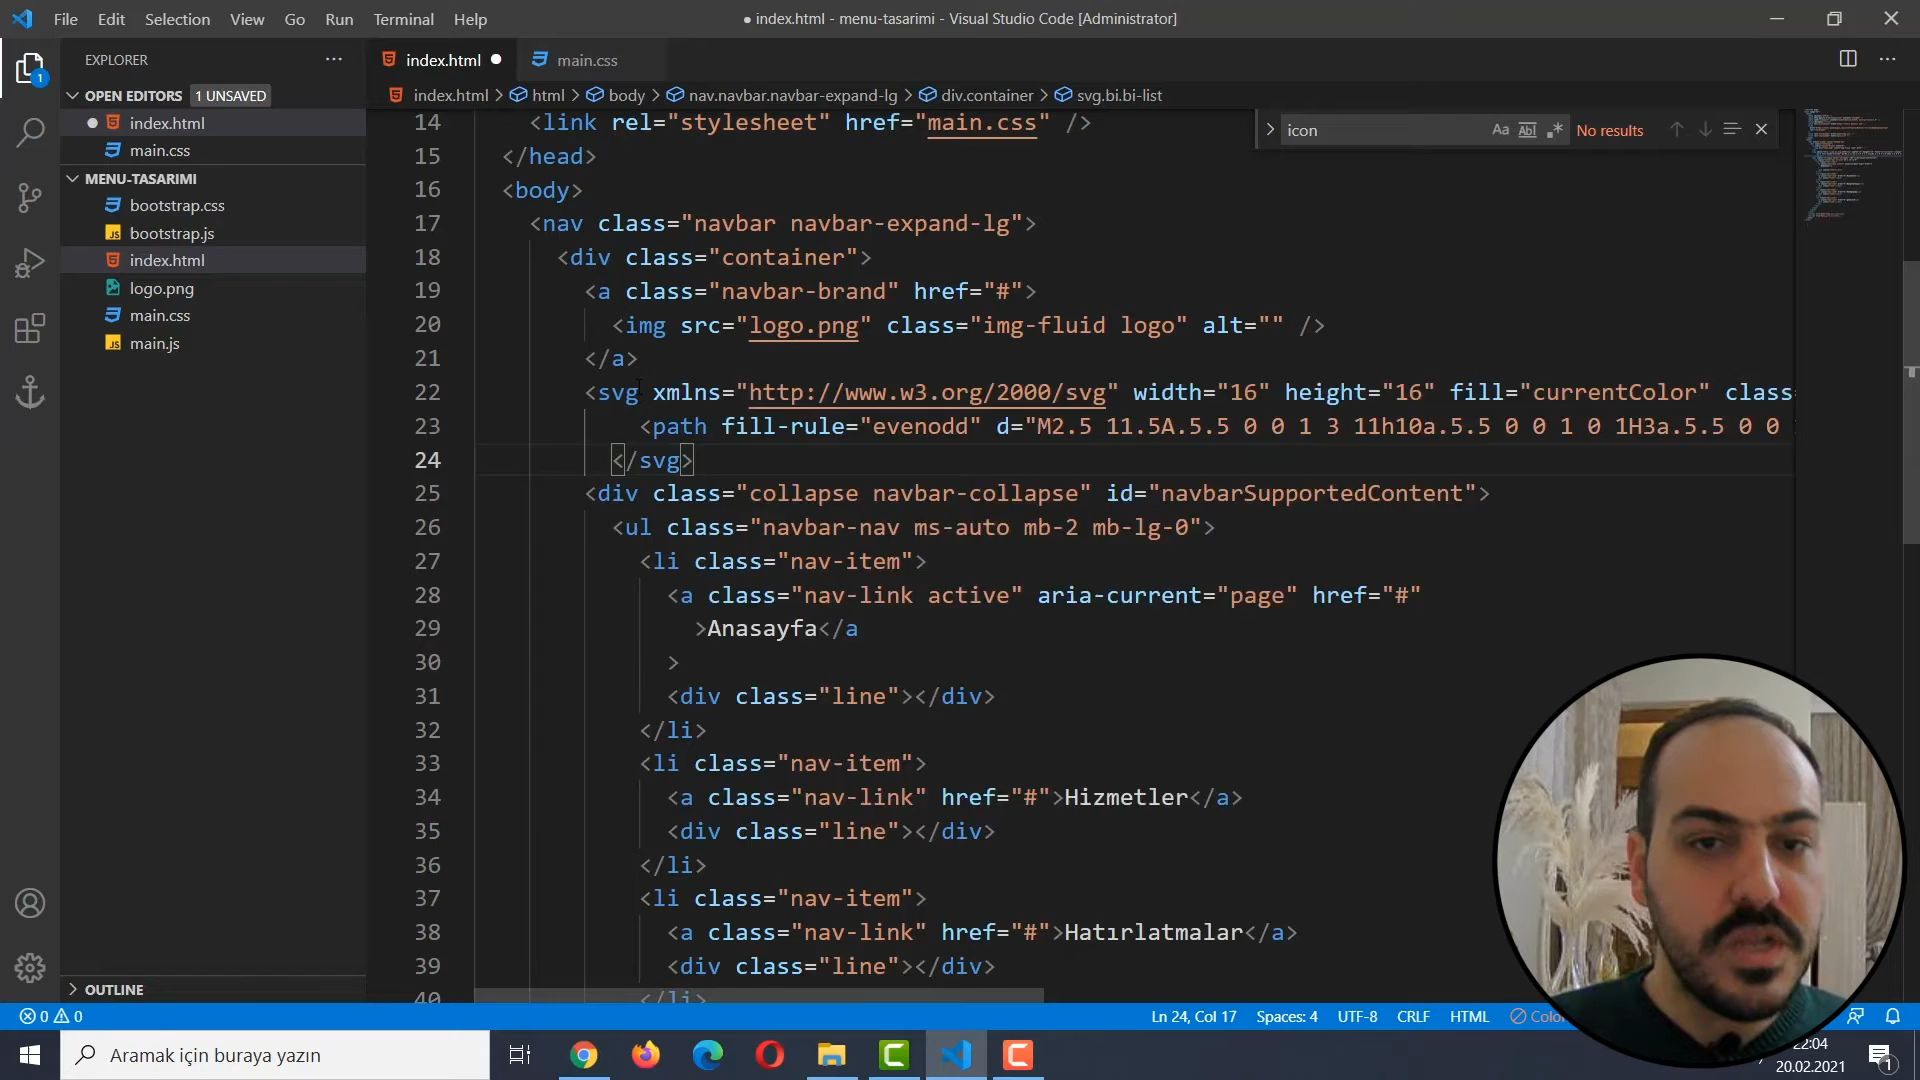 File Edit Selection View Go Run Terminal Help
● index.html - menu-tasarimi - Visual Studio Code [Administrator]
EXPLORER
OPEN EDITORS 1 UNSAVED
index.html
main.css
MENU-TASARIMI
bootstrap.css
bootstrap.js
index.html
logo.png
main.css
main.js
OUTLINE
1
index.html
main.css
index.html > html > body > nav.navbar.navbar-expand-lg > div.container > svg.bi.bi-list
icon
Aa Abl .* No results
14 <link rel="stylesheet" href="main.css" />
15 </head>
16 <body>
17 <nav class="navbar navbar-expand-lg">
18 <div class="container">
19 <a class="navbar-brand" href="#">
20 <img src="logo.png" class="img-fluid logo" alt="" />
21 </a>
22 <svg xmlns="http://www.w3.org/2000/svg" width="16" height="16" fill="currentColor" class=
23 <path fill-rule="evenodd" d="M2.5 11.5A.5.5 0 0 1 3 11h10a.5.5 0 0 1 0 1H3a.5.5 0 0
24 </svg>
25 <div class="collapse navbar-collapse" id="navbarSupportedContent">
26 <ul class="navbar-nav ms-auto mb-2 mb-lg-0">
27 <li class="nav-item">
28 <a class="nav-link active" aria-current="page" href="#"
29 >Anasayfa</a
30 >
31 <div class="line"></div>
32 </li>
33 <li class="nav-item">
34 <a class="nav-link" href="#">Hizmetler</a>
35 <div class="line"></div>
36 </li>
37 <li class="nav-item">
38 <a class="nav-link" href="#">Hatırlatmalar</a>
39 <div class="line"></div>
40 </li>
0 0
Ln 24, Col 17 Spaces: 4 UTF-8 CRLF HTML
Aramak için buraya yazın
22:04
20.02.2021
1